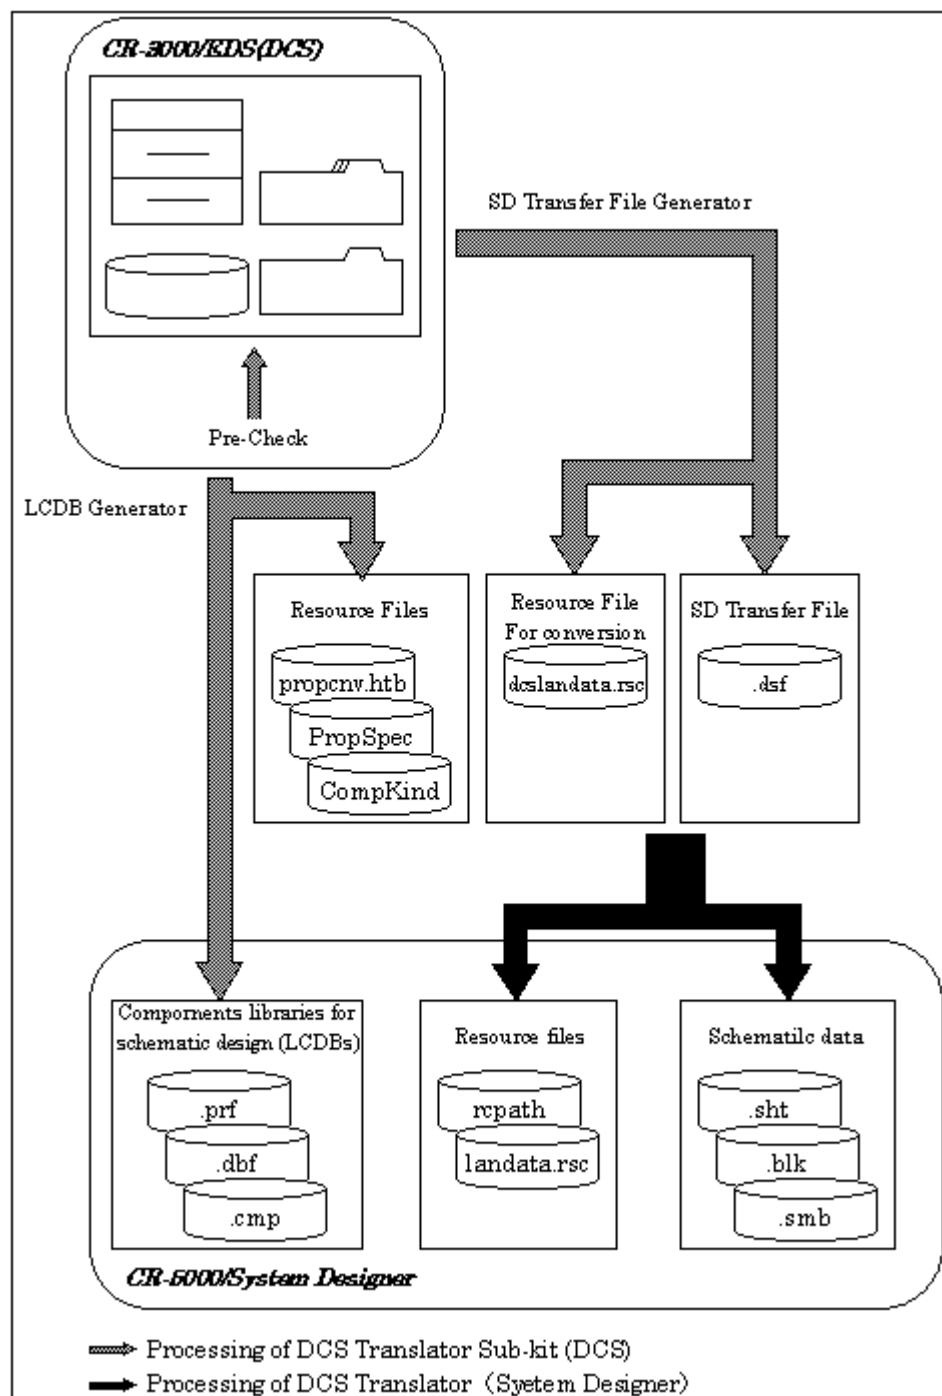 CR-3000/EDS(DCS)
SD Transfer File Generator
Pre-Check
LCDB Generator
Resource Files
propcnv.htb
PropSpec
CompKind
Resource File
For conversion
dcslandata.rsc
SD Transfer File
.dsf
Compornents libraries for
schematic design (LCDBs)
.prf
.dbf
.cmp
Resource files
rcpath
landata.rsc
Schematilc data
.sht
.blk
.smb
CR-5000/System Designer
Processing of DCS Translator Sub-kit (DCS)
Processing of DCS Translator (Syetem Designer)